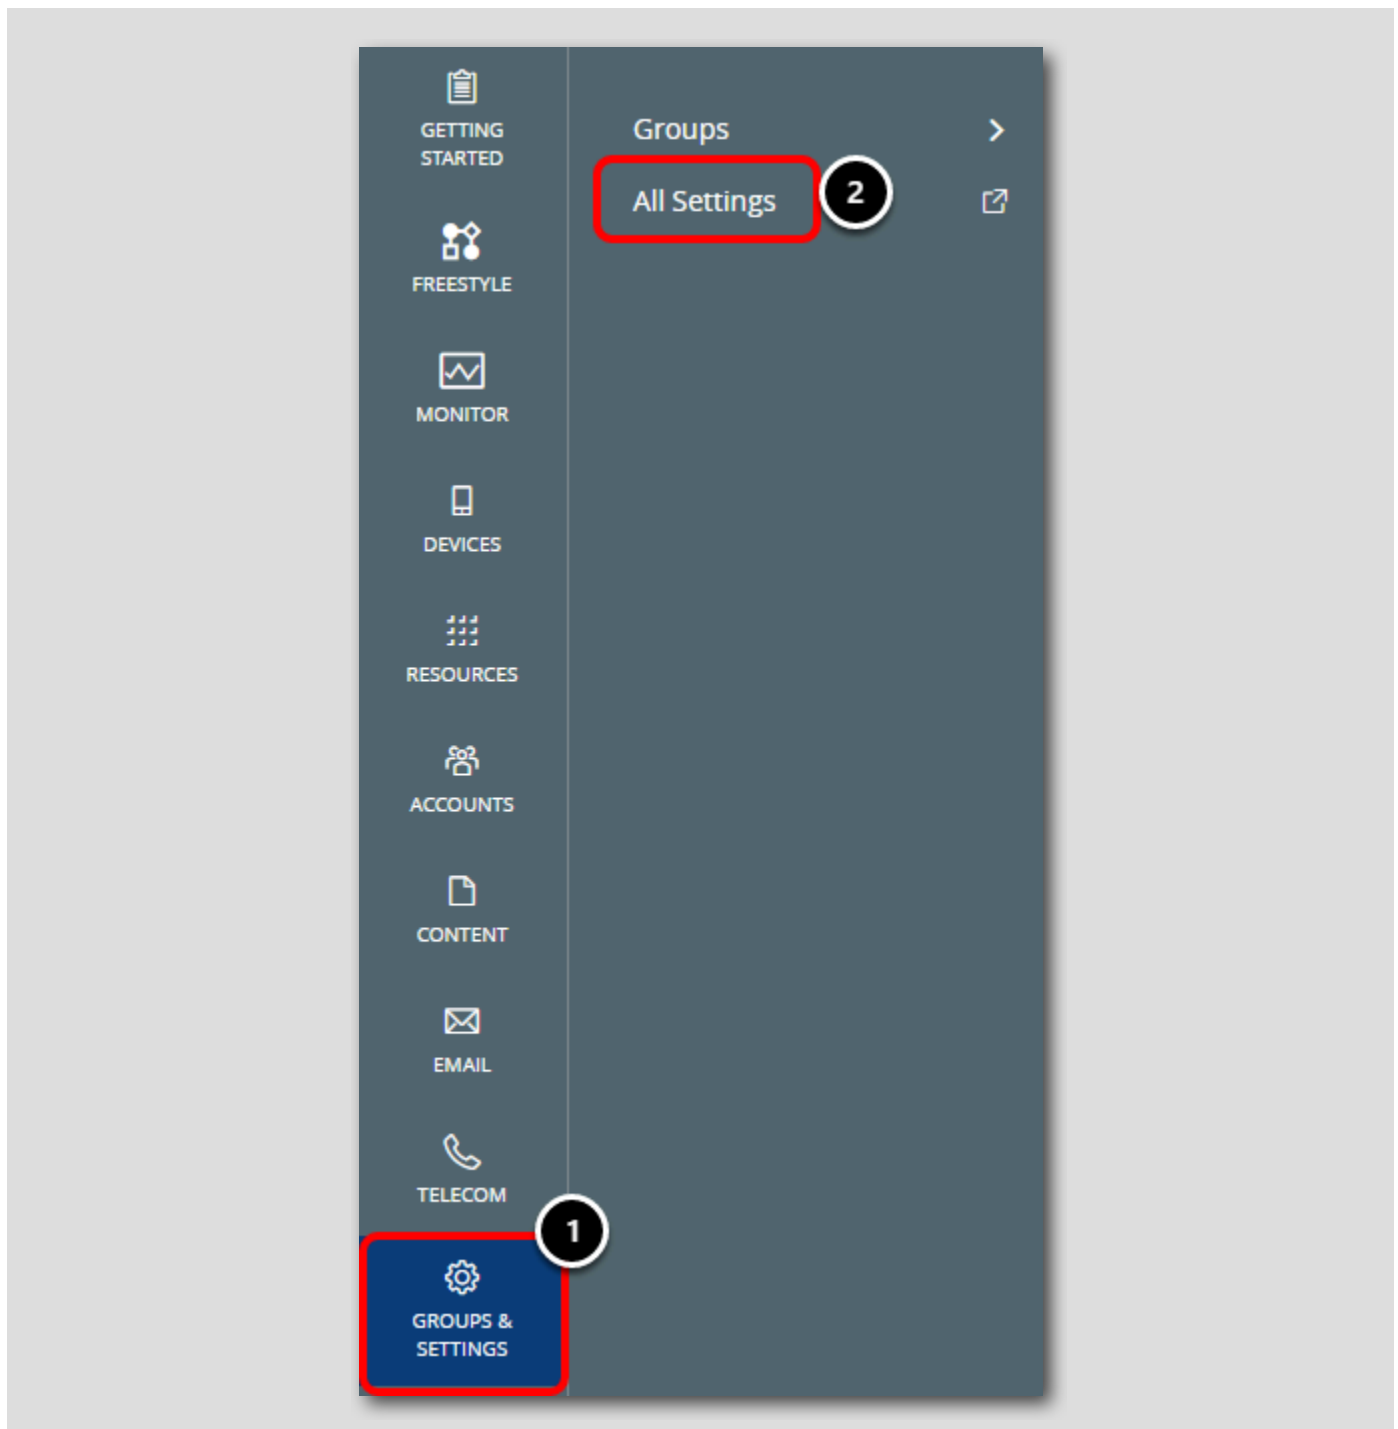 GETTING
STARTED
FREESTYLE
MONITOR
DEVICES
RESOURCES
ACCOUNTS
CONTENT
EMAIL
TELECOM
1
GROUPS &
SETTINGS
Groups
All Settings
2